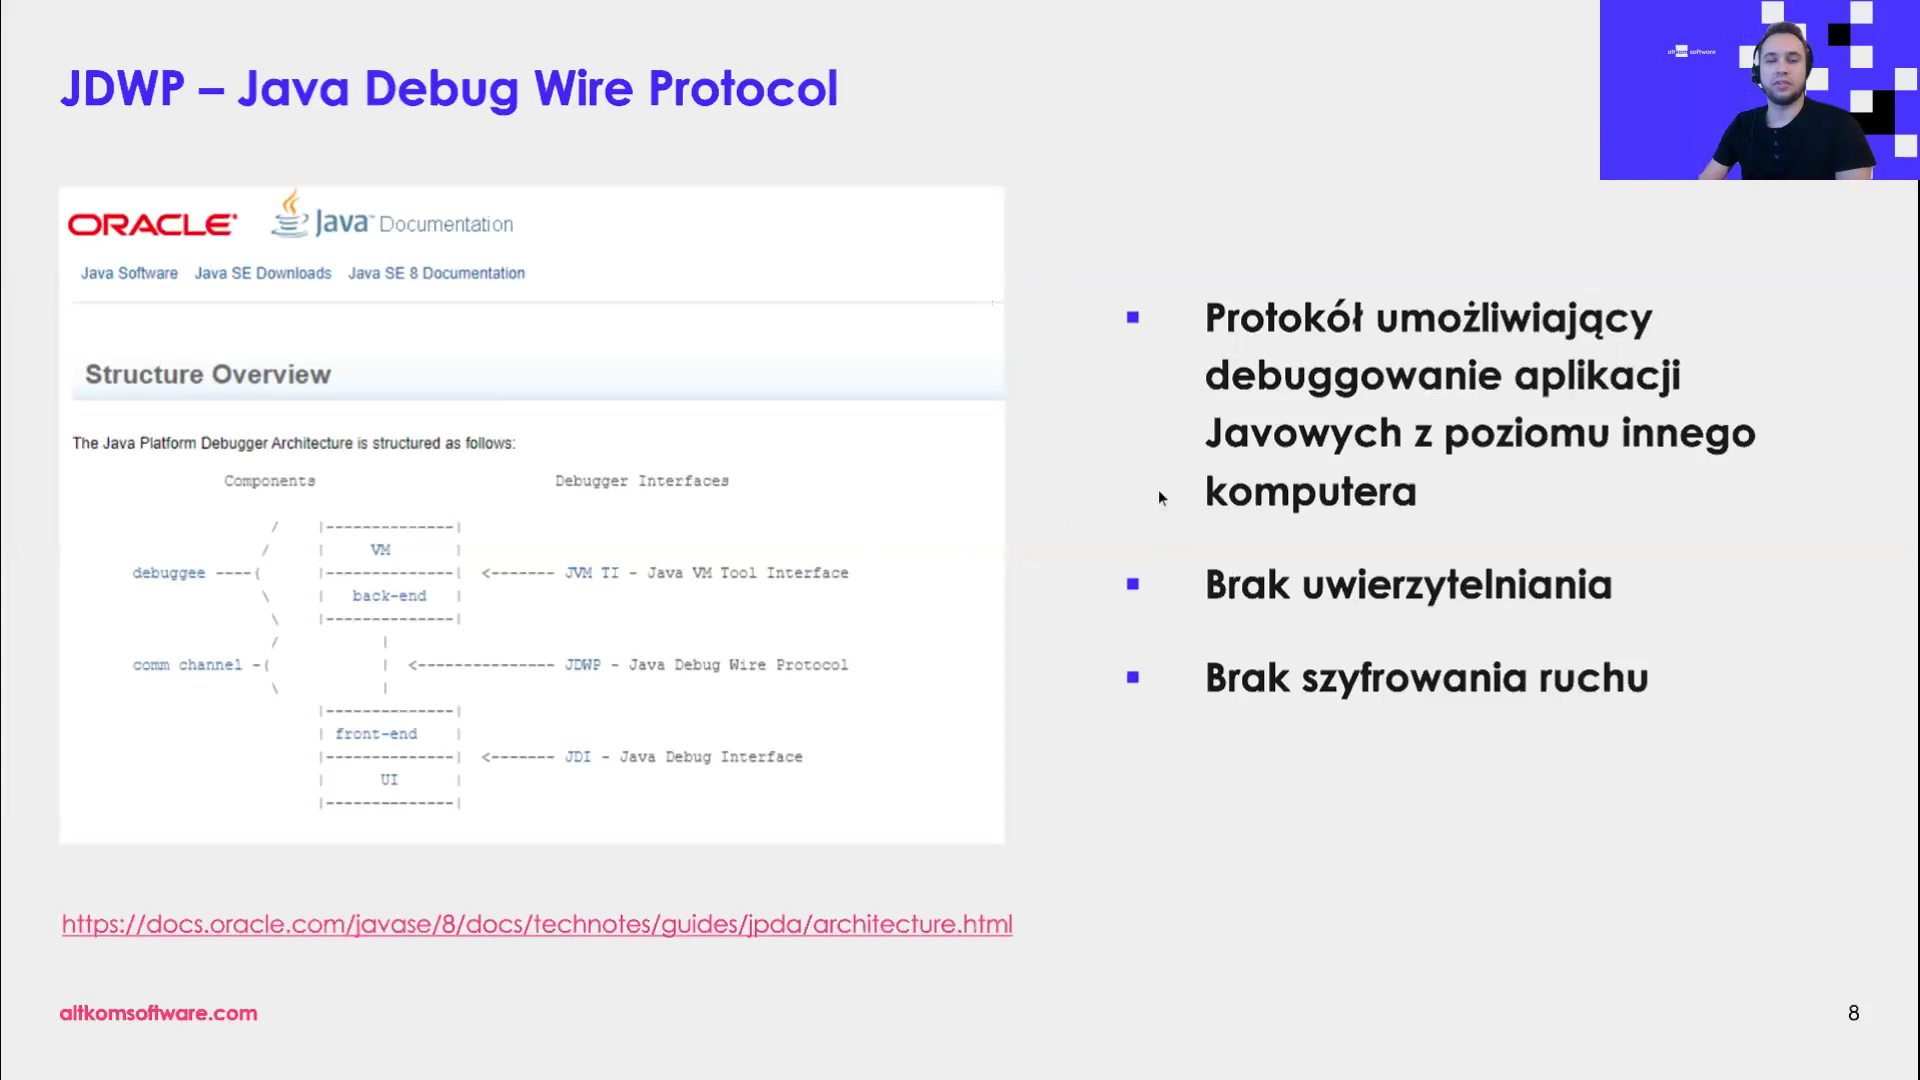 JDWP – Java Debug Wire Protocol
altkom software
ORACLE Java™ Documentation
Java Software Java SE Downloads Java SE 8 Documentation
Structure Overview
The Java Platform Debugger Architecture is structured as follows:
Components Debugger Interfaces
/ |--------------|
/ | VM |
debuggee ----( |--------------| <------- JVM TI - Java VM Tool Interface
\ | back-end |
\ |--------------|
/ |
comm channel -( | <--------------- JDWP - Java Debug Wire Protocol
\ |
|--------------|
| front-end |
|--------------| <------- JDI - Java Debug Interface
| UI |
|--------------|
https://docs.oracle.com/javase/8/docs/technotes/guides/jpda/architecture.html
▪ Protokół umożliwiający
debuggowanie aplikacji
Javowych z poziomu innego
komputera
▪ Brak uwierzytelniania
▪ Brak szyfrowania ruchu
altkomsoftware.com
8